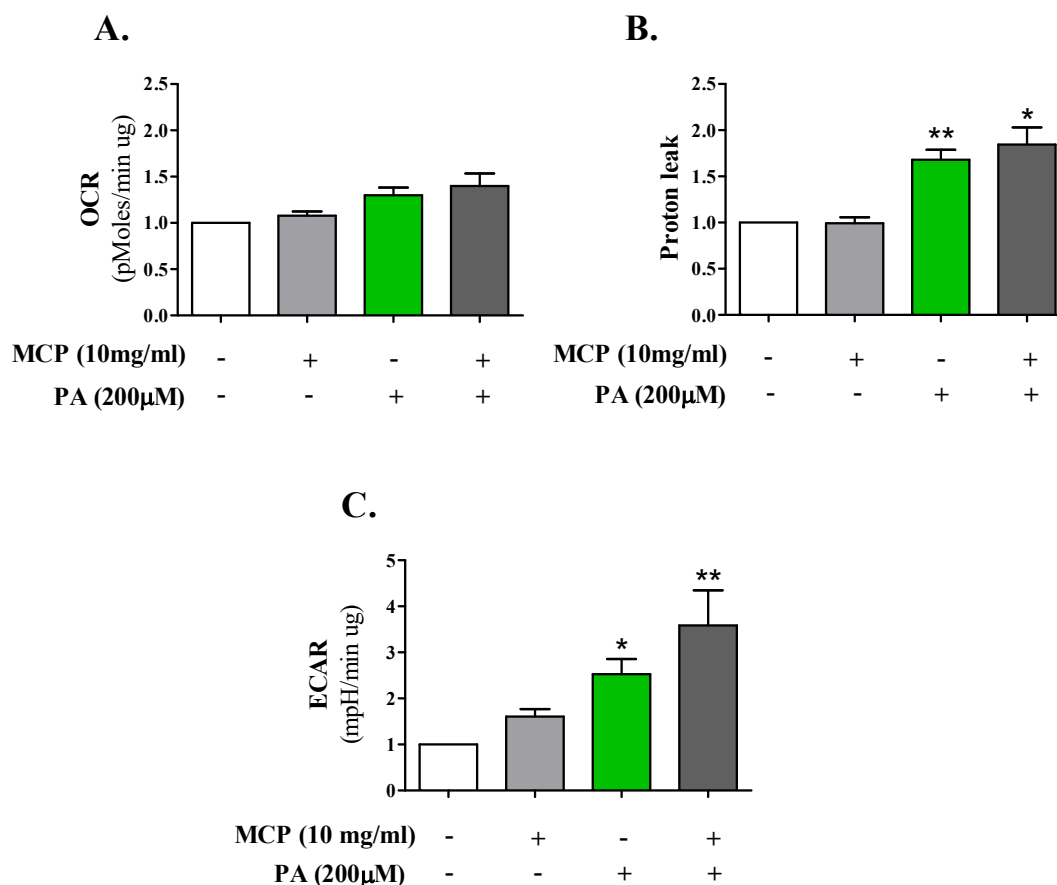 A.
OCR
(pMoles/min ug)
2.5
2.0
1.5
1.0
0.5
0.0
MCP (10mg/ml) - + - +
PA (200µM) - - + +
B.
Proton leak
2.5
2.0
1.5
1.0
0.5
0.0
** *
MCP (10mg/ml) - + - +
PA (200µM) - - + +
C.
ECAR
(mpH/min ug)
5
4
3
2
1
0
* **
MCP (10 mg/ml) - + - +
PA (200µM) - - + +